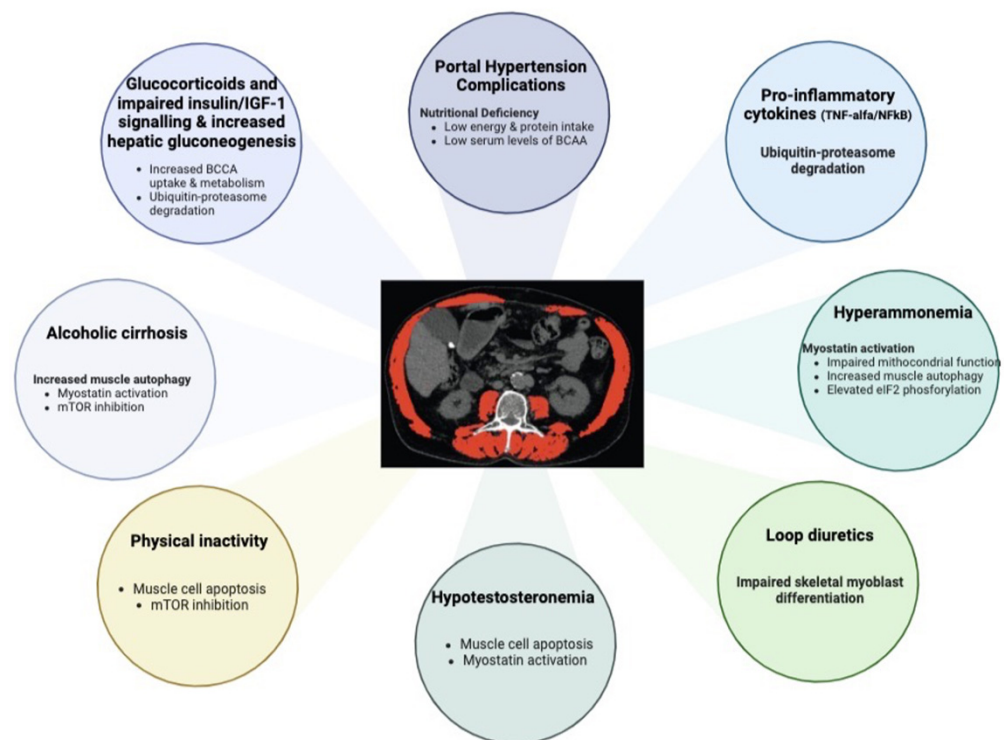 Glucocorticoids and
impaired insulin/IGF-1
signalling & increased
hepatic gluconeogenesis
• Increased BCCA
uptake & metabolism
• Ubiquitin-proteasome
degradation
Portal Hypertension
Complications
Nutritional Deficiency
• Low energy & protein intake
• Low serum levels of BCAA
Pro-inflammatory
cytokines (TNF-alfa/NFkB)
Ubiquitin-proteasome
degradation
Alcoholic cirrhosis
Increased muscle autophagy
• Myostatin activation
• mTOR inhibition
Hyperammonemia
Myostatin activation
• Impaired mithocondrial function
• Increased muscle autophagy
• Elevated eIF2 phosforylation
Physical inactivity
• Muscle cell apoptosis
• mTOR inhibition
Hypotestosteronemia
• Muscle cell apoptosis
• Myostatin activation
Loop diuretics
Impaired skeletal myoblast
differentiation